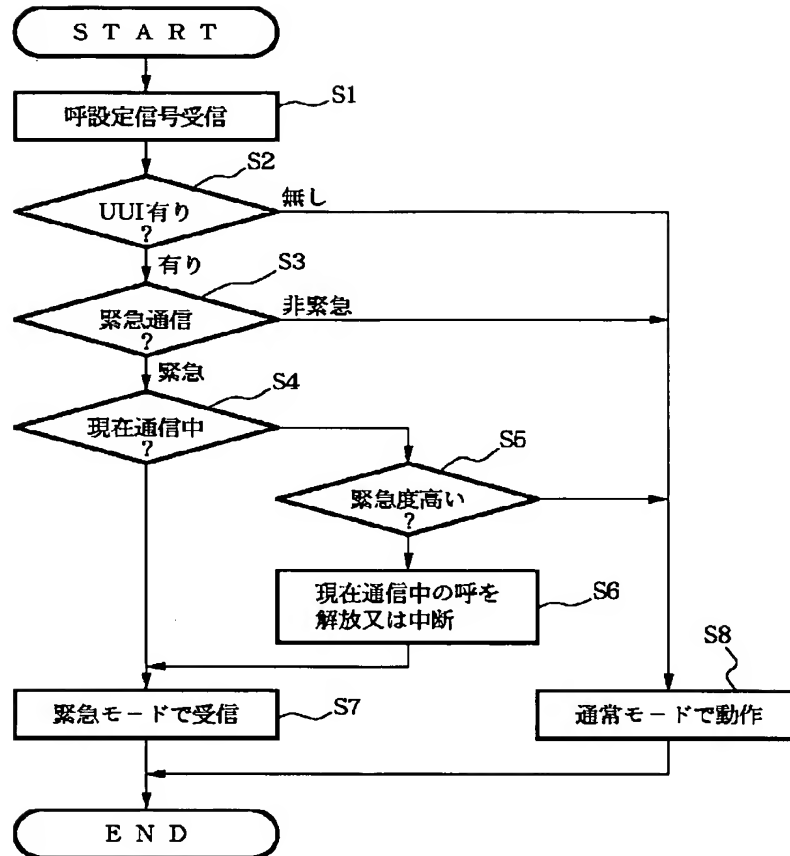 START
呼設定信号受信
S1
S2
UUI有り
?
無し
有り
S3
緊急通信
?
非緊急
緊急
S4
現在通信中
?
S5
緊急度高い
?
現在通信中の呼を
解放又は中断
S6
緊急モードで受信
S7
S8
通常モードで動作
END